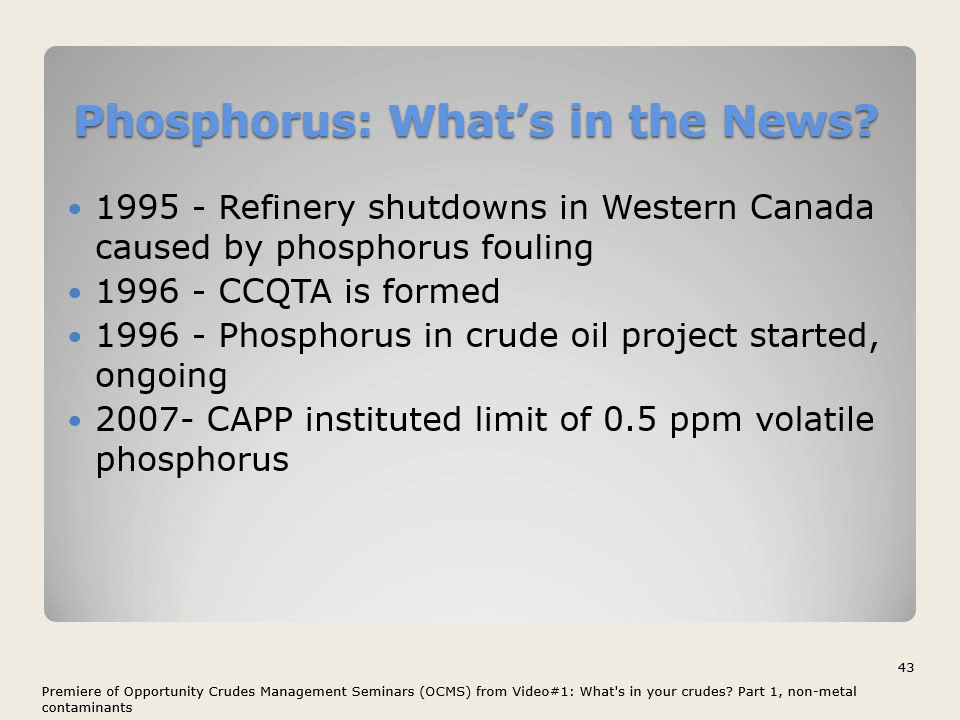 Phosphorus: What’s in the News?
• 1995 - Refinery shutdowns in Western Canada
caused by phosphorus fouling
• 1996 - CCQTA is formed
• 1996 - Phosphorus in crude oil project started,
ongoing
• 2007- CAPP instituted limit of 0.5 ppm volatile
phosphorus
43
Premiere of Opportunity Crudes Management Seminars (OCMS) from Video#1: What's in your crudes? Part 1, non-metal
contaminants